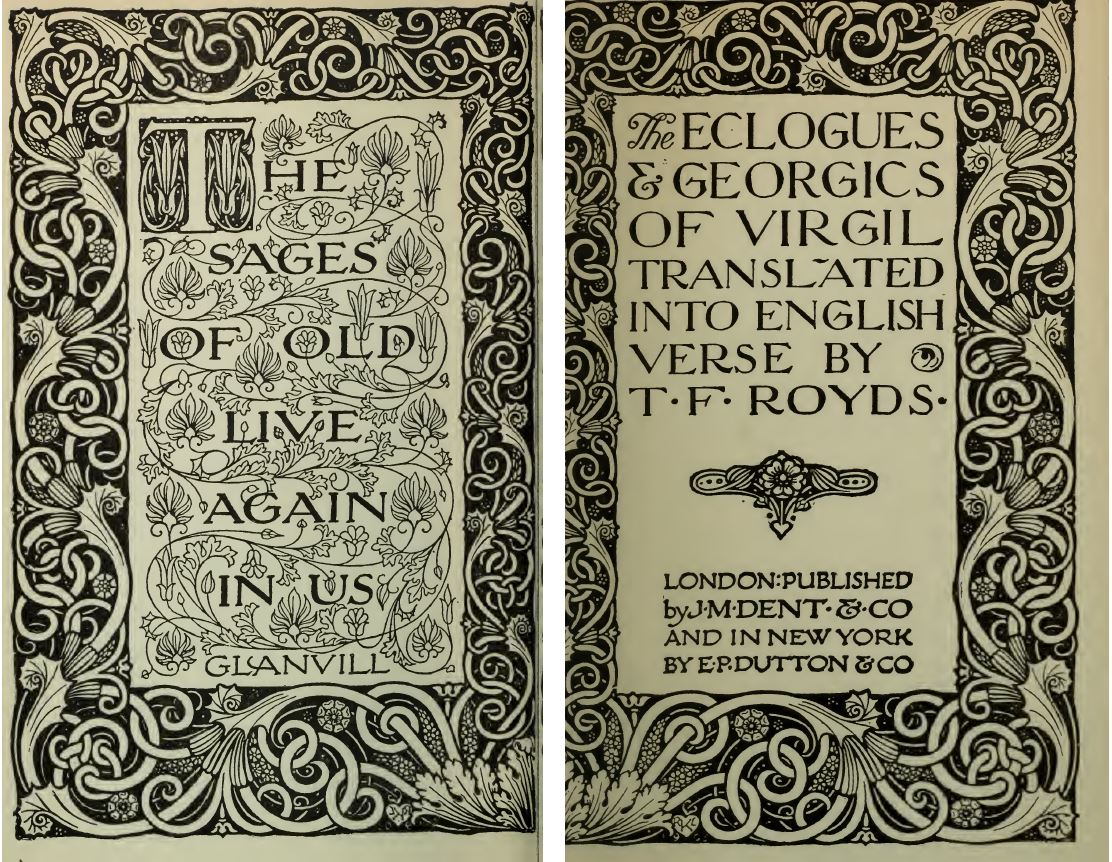 THE
SAGES
OF OLD
LIVE
AGAIN
IN US
GLANVILL
The ECLOGUES
& GEORGICS
OF VIRGIL
TRANSLATED
INTO ENGLISH
VERSE BY
T·F· ROYDS·
LONDON:PUBLISHED
by J·M·DENT·&·CO
AND IN NEW YORK
BY E·P·DUTTON & CO
RLK